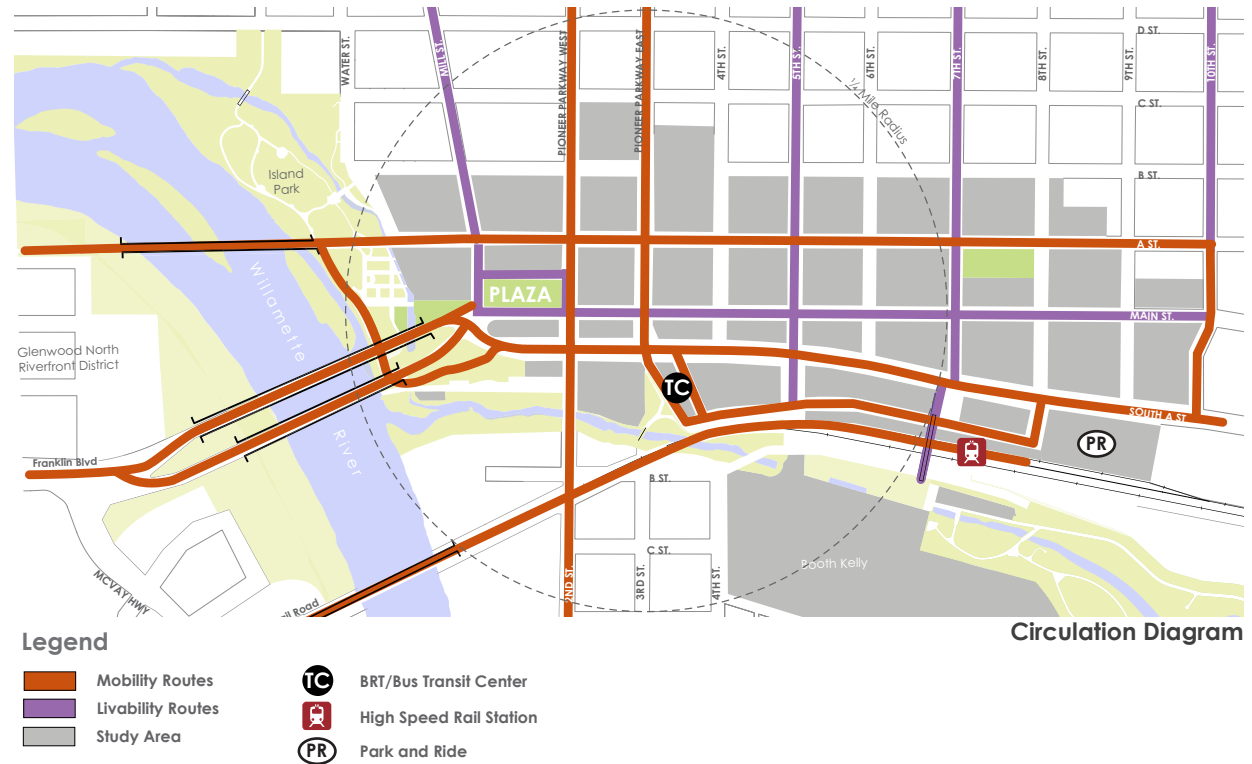 WATER ST.
MILL ST.
PIONEER PARKWAY WEST
PIONEER PARKWAY EAST
4TH ST.
5TH ST.
6TH ST.
7TH ST.
8TH ST.
9TH ST.
10TH ST.
D ST.
¼ Mile Radius
C ST.
Island
Park
B ST.
A ST.
Willamette
River
PLAZA
MAIN ST.
Glenwood North
Riverfront District
TC
SOUTH A ST
PR
Franklin Blvd
B ST.
C ST.
2ND ST.
3RD ST.
4TH ST.
Booth Kelly
MCVAY HWY
il Road
Circulation Diagram
Legend
Mobility Routes
Livability Routes
Study Area
TC
BRT/Bus Transit Center
High Speed Rail Station
PR
Park and Ride